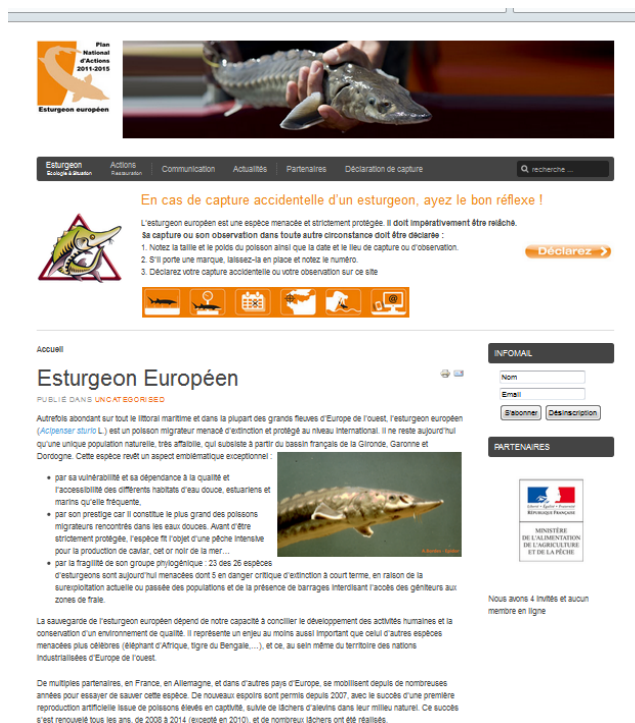 Plan
National
d'Actions
2011-2015
Esturgeon européen
Esturgeon
Ecologie & Situation
Actions
Restauration
Communication
Actualités
Partenaires
Déclaration de capture
recherche ...
En cas de capture accidentelle d'un esturgeon, ayez le bon réflexe !
L'esturgeon européen est une espèce menacée et strictement protégée. Il doit impérativement être relâché.
Sa capture ou son observation dans toute autre circonstance doit être déclarée :
1. Notez la taille et le poids du poisson ainsi que la date et le lieu de capture ou d'observation.
2. S'il porte une marque, laissez-la en place et notez le numéro.
3. Déclarez votre capture accidentelle ou votre observation sur ce site
Déclarez
@
Accueil
Esturgeon Européen
PUBLIÉ DANS UNCATEGORISED
Autrefois abondant sur tout le littoral maritime et dans la plupart des grands fleuves d'Europe de l'ouest, l'esturgeon européen
(Acipenser sturio L.) est un poisson migrateur menacé d'extinction et protégé au niveau international. Il ne reste aujourd'hui
qu'une unique population naturelle, très affaiblie, qui subsiste à partir du bassin français de la Gironde, Garonne et
Dordogne. Cette espèce revêt un aspect emblématique exceptionnel :
par sa vulnérabilité et sa dépendance à la qualité et
l'accessibilité des différents habitats d'eau douce, estuariens et
marins qu'elle fréquente,
par son prestige car il constitue le plus grand des poissons
migrateurs rencontrés dans les eaux douces. Avant d'être
strictement protégée, l'espèce fit l'objet d'une pêche intensive
pour la production de caviar, cet or noir de la mer…
par la fragilité de son groupe phylogénique : 23 des 26 espèces
d'esturgeons sont aujourd'hui menacées dont 5 en danger critique d'extinction à court terme, en raison de la
surexploitation actuelle ou passée des populations et de la présence de barrages interdisant l'accès des géniteurs aux
zones de fraie.
La sauvegarde de l'esturgeon européen dépend de notre capacité à concilier le développement des activités humaines et la
conservation d'un environnement de qualité. Il représente un enjeu au moins aussi important que celui d'autres espèces
menacées plus célèbres (éléphant d'Afrique, tigre du Bengale,…), et ce, au sein même du territoire des nations
industrialisées d'Europe de l'ouest.
De multiples partenaires, en France, en Allemagne, et dans d'autres pays d'Europe, se mobilisent depuis de nombreuses
années pour essayer de sauver cette espèce. De nouveaux espoirs sont permis depuis 2007, avec le succès d'une première
reproduction artificielle issue de poissons élevés en captivité, suivie de lâchers d'alevins dans leur milieu naturel. Ce succès
s'est renouvelé tous les ans, de 2008 à 2014 (excepté en 2010), et de nombreux lâchers ont été réalisés.
INFOMAIL
Nom
Email
S'abonner
Désinscription
PARTENAIRES
Liberté • Égalité • Fraternité
RÉPUBLIQUE FRANÇAISE
MINISTÈRE
DE L'ALIMENTATION
DE L'AGRICULTURE
ET DE LA PÊCHE
Nous avons 4 invités et aucun
membre en ligne